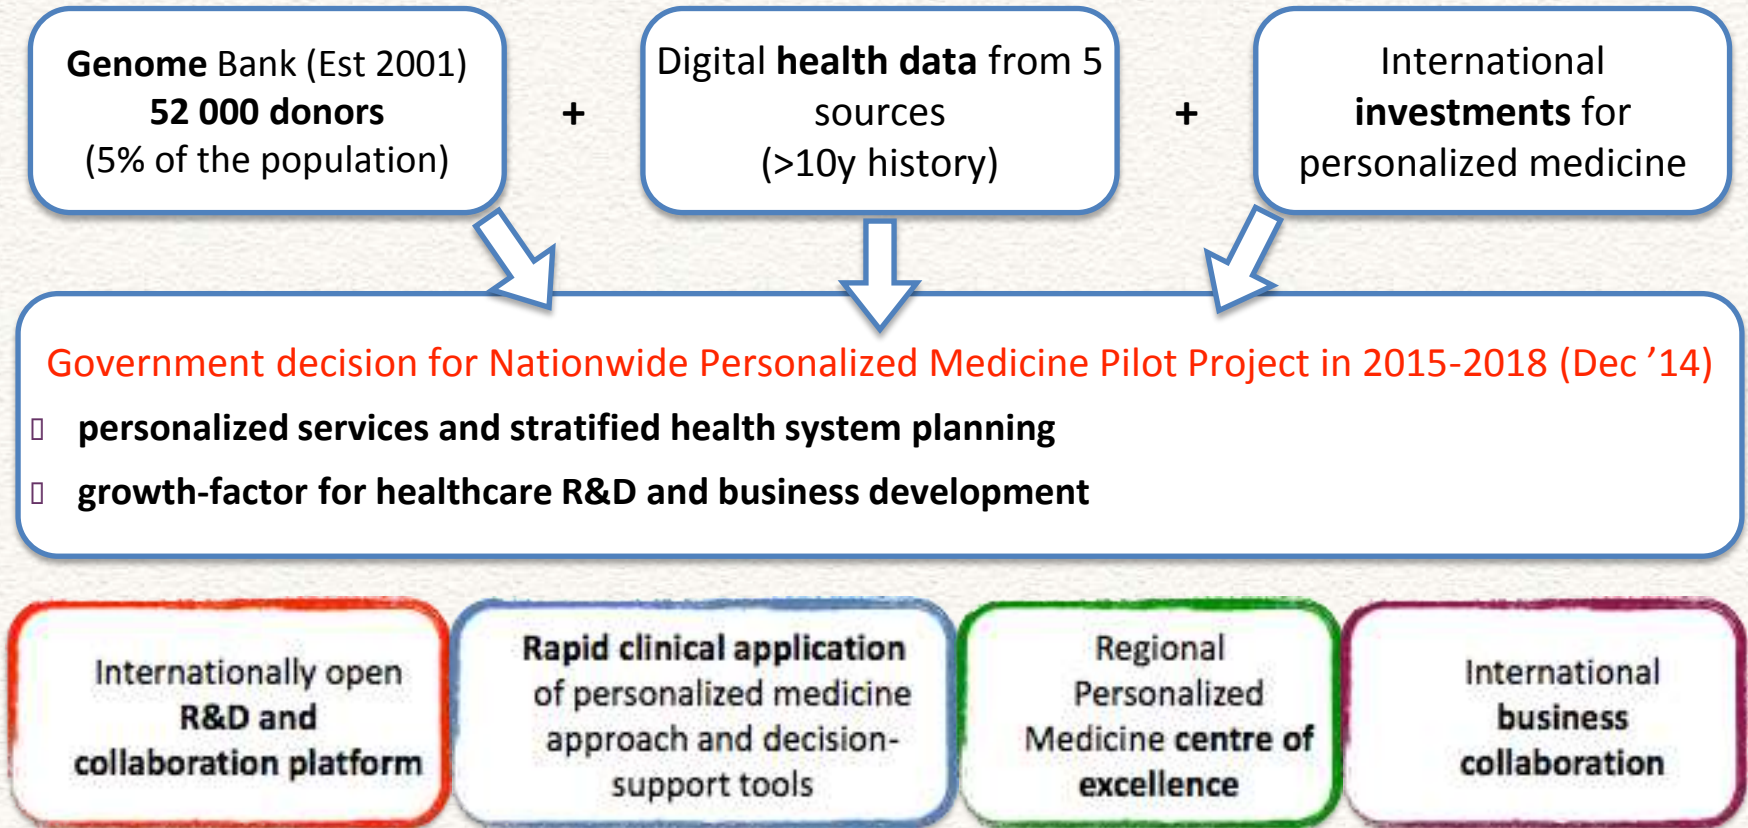 Genome Bank (Est 2001)
52 000 donors
(5% of the population)
+
Digital health data from 5
sources
(>10y history)
+
International
investments for
personalized medicine
Government decision for Nationwide Personalized Medicine Pilot Project in 2015-2018 (Dec ’14)
personalized services and stratified health system planning
growth-factor for healthcare R&D and business development
Internationally open
R&D and
collaboration platform
Rapid clinical application
of personalized medicine
approach and decision-
support tools
Regional
Personalized
Medicine centre of
excellence
International
business
collaboration